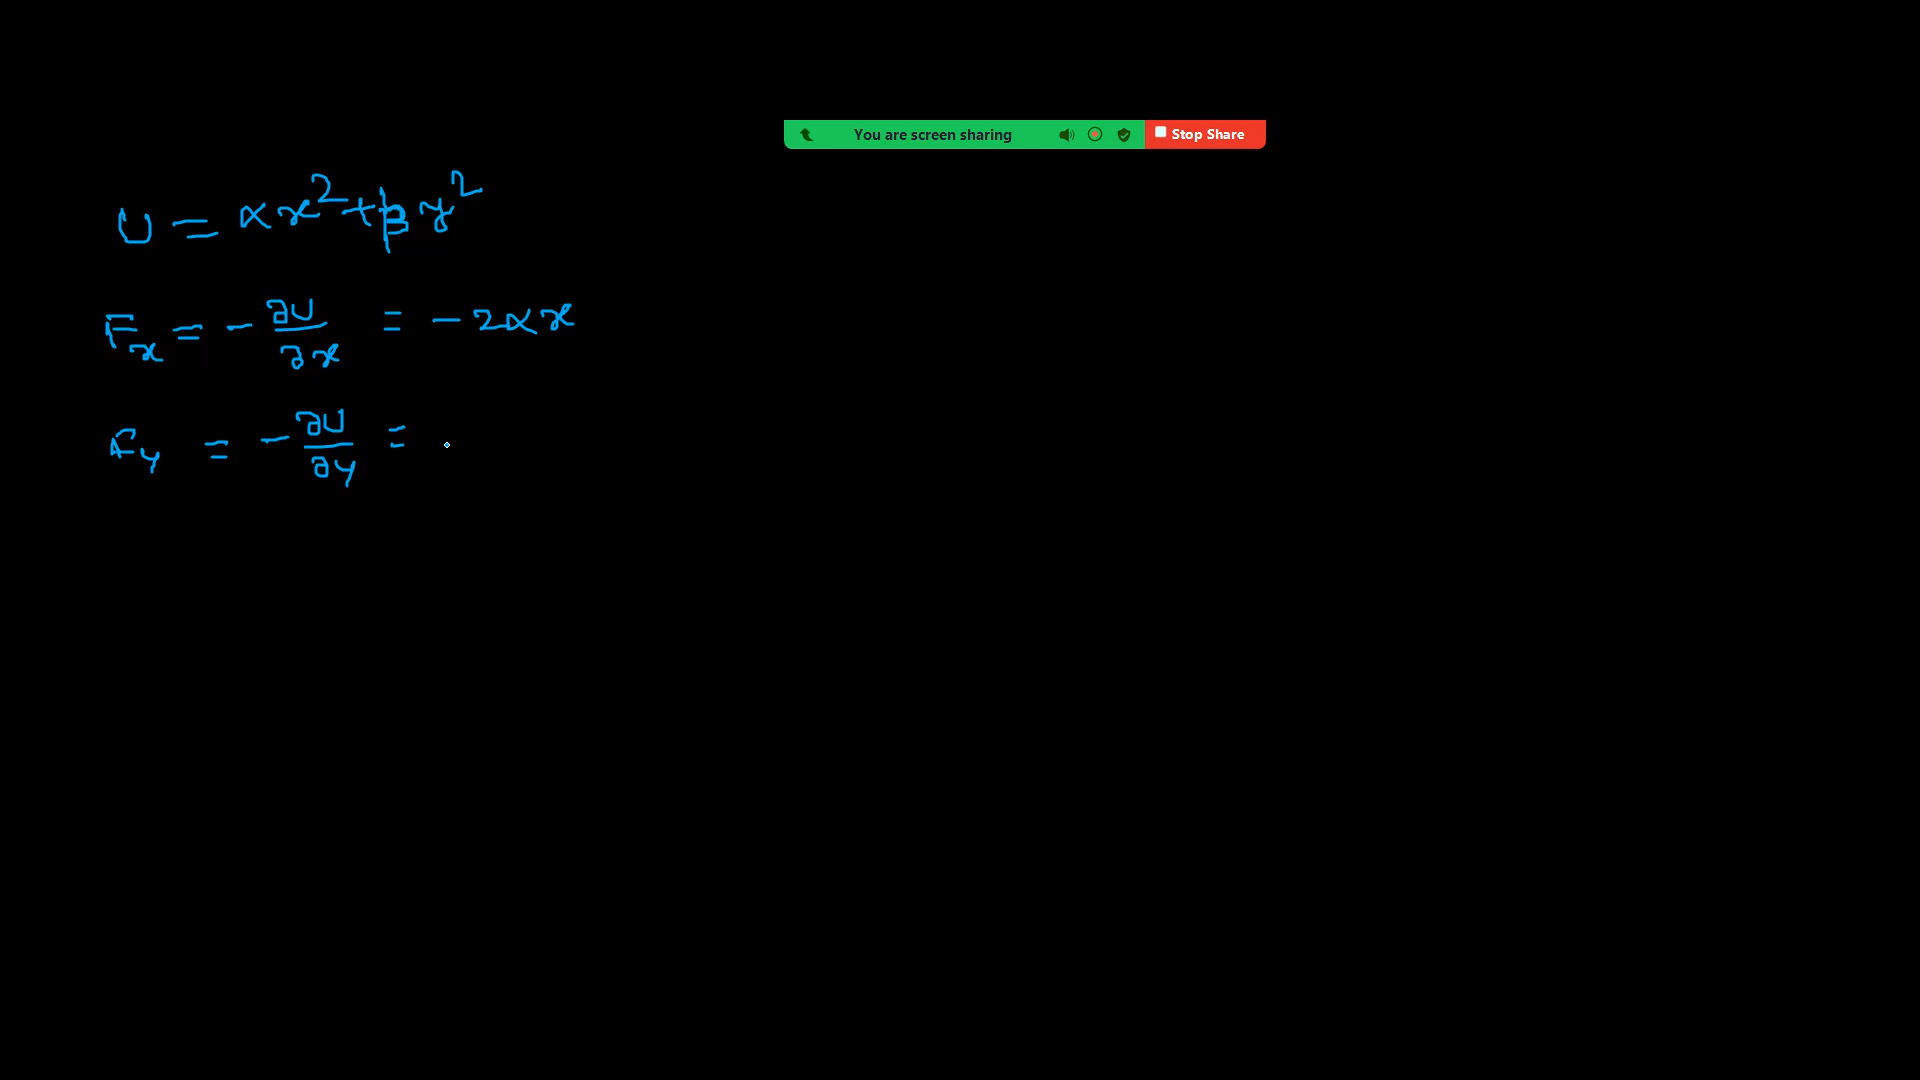 You are screen sharing Stop Share
U = αx² + βy²
Fx = - ∂U/∂x = - 2αx
Fy = - ∂U/∂y =